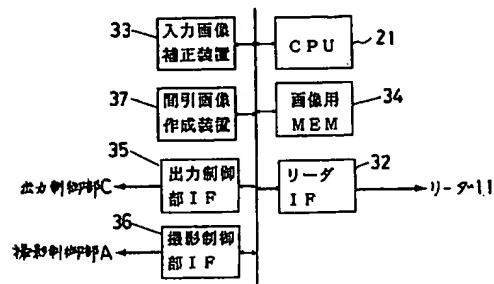 33
入力画像
補正装置
CPU
21
37
間引画像
作成装置
画像用
MEM
34
35
出力制御
部IF
出力制御部C
リーダ
IF
32
リーダー11
36
撮影制御
部IF
撮影制御部A